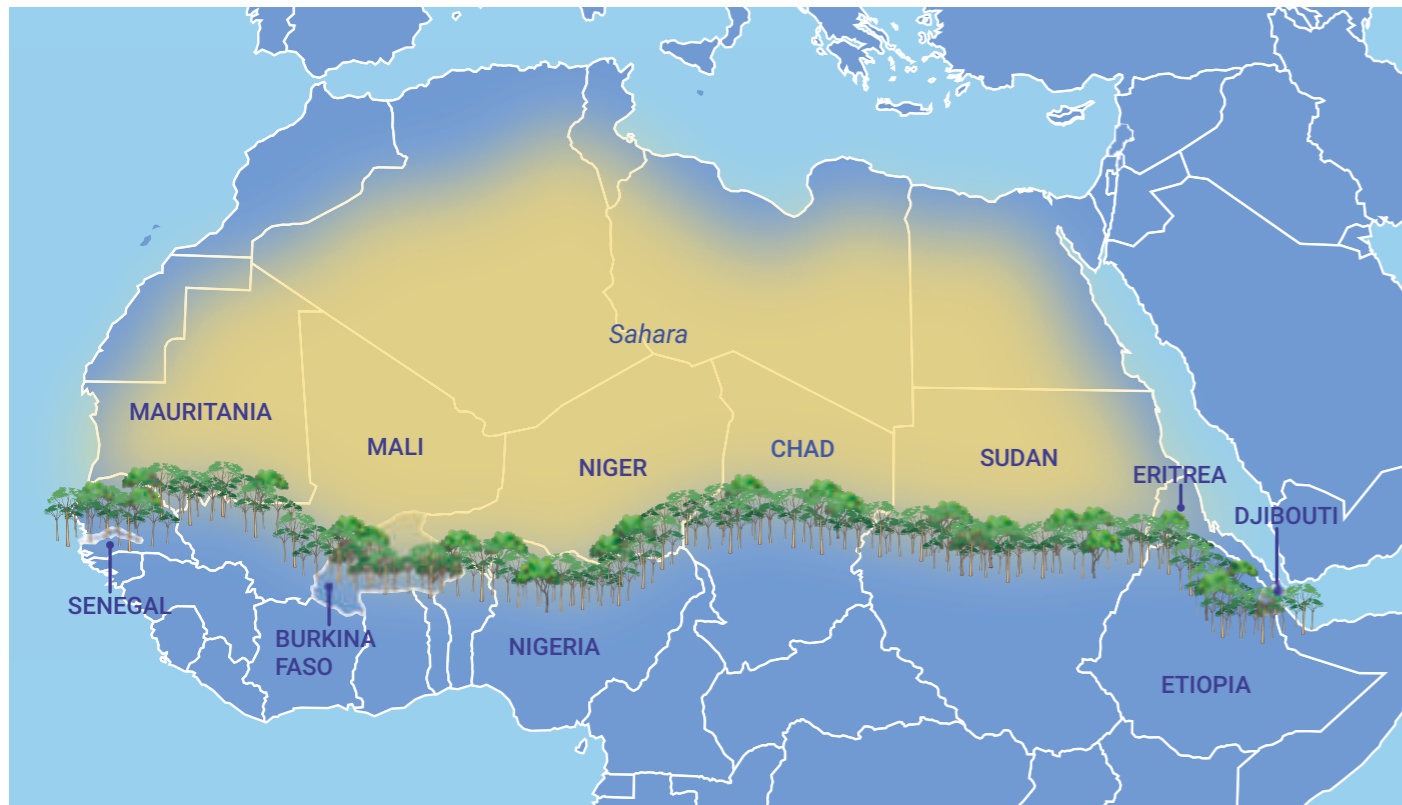 Sahara
MAURITANIA
MALI
NIGER
CHAD
SUDAN
ERITREA
DJIBOUTI
SENEGAL
BURKINA
FASO
NIGERIA
ETIOPIA